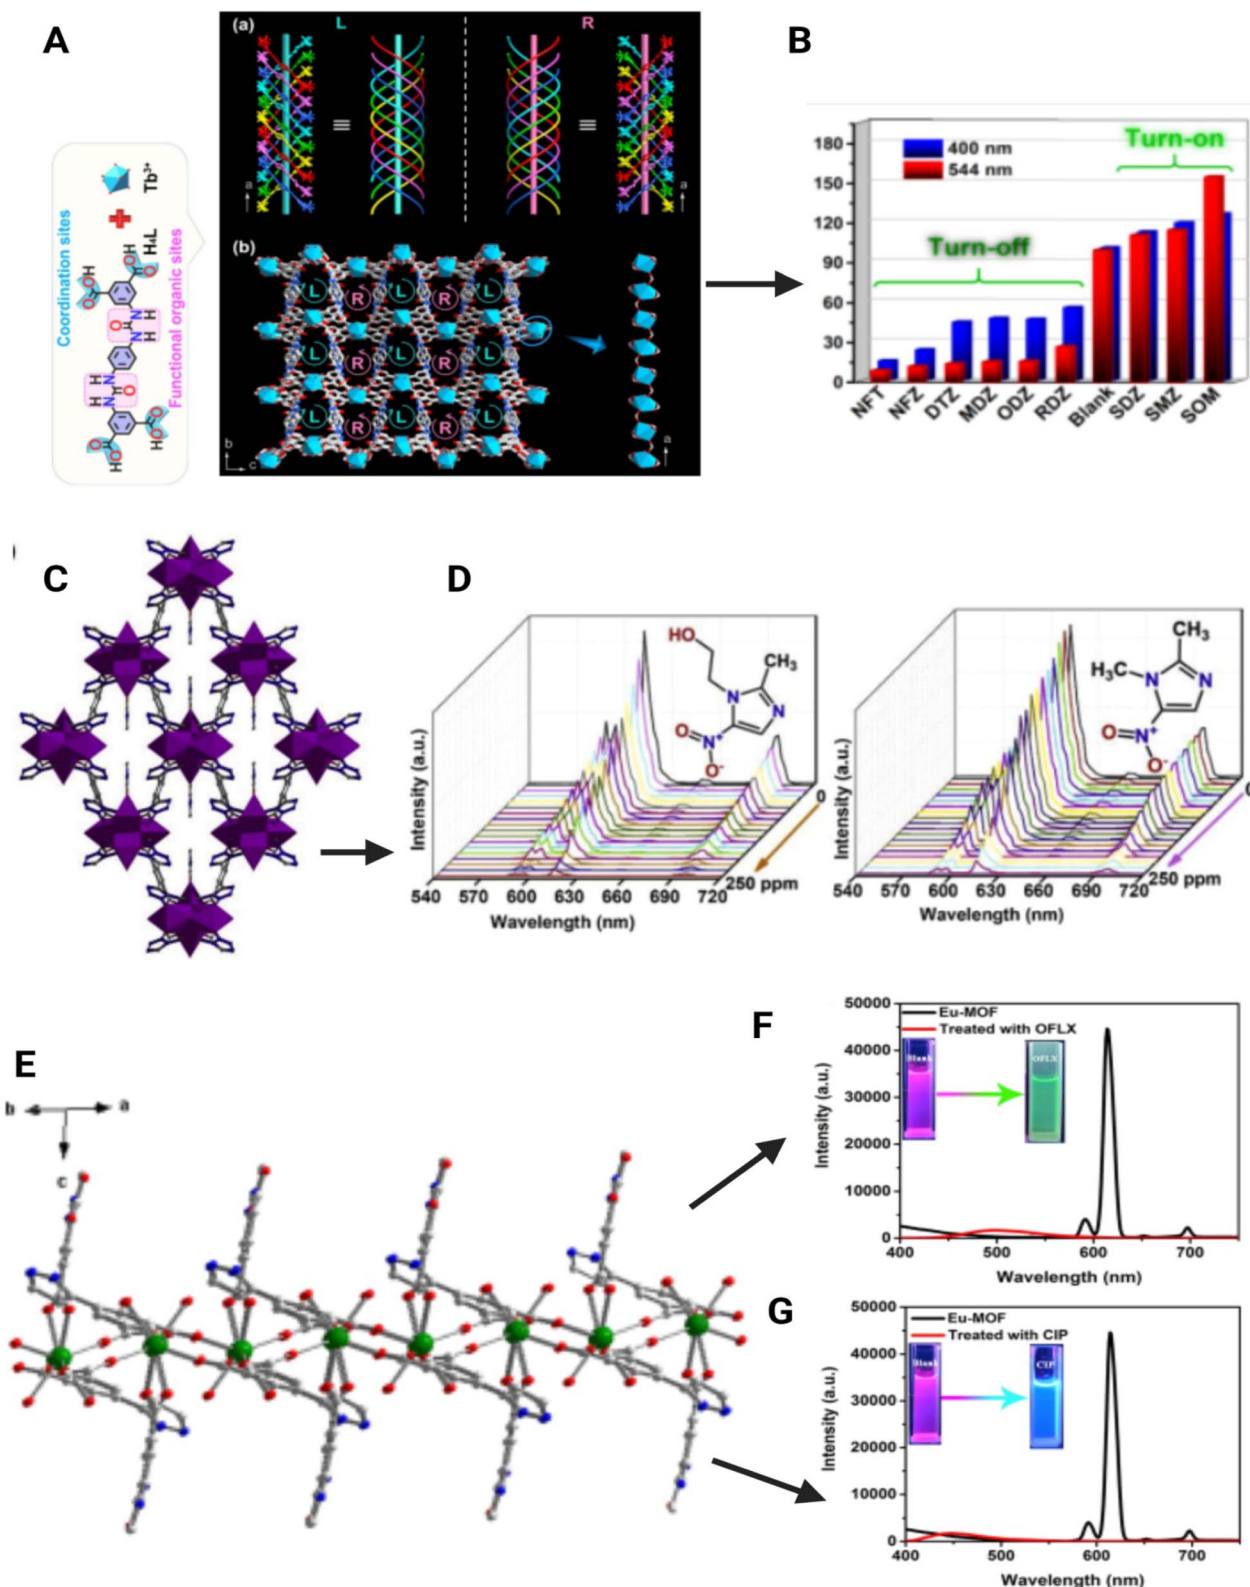 A
Coordination sites
Functional organic sites
H₄L
Tb³⁺
(a)
L
R
≡
≡
a
a
(b)
L R L R L
L R L R L
L R L R L
b
c
a
B
180
150
120
90
60
30
0
400 nm
544 nm
Turn-off
Turn-on
NFT NFZ DTZ MDZ ODZ RDZ Blank SDZ SMZ SOM
C
D
Intensity (a.u.)
HO
CH₃
N
N
O
N⁺
O⁻
0
250 ppm
540 570 600 630 660 690 720
Wavelength (nm)
Intensity (a.u.)
CH₃
H₃C
N
N
O
N⁺
O⁻
0
250 ppm
540 570 600 630 660 690 720
Wavelength (nm)
E
b
a
c
F
50000
40000
30000
20000
10000
0
Intensity (a.u.)
Eu-MOF
Treated with OFLX
Blank
OFLX
400 500 600 700
Wavelength (nm)
G
50000
40000
30000
20000
10000
0
Intensity (a.u.)
Eu-MOF
Treated with CIP
Blank
CIP
400 500 600 700
Wavelength (nm)